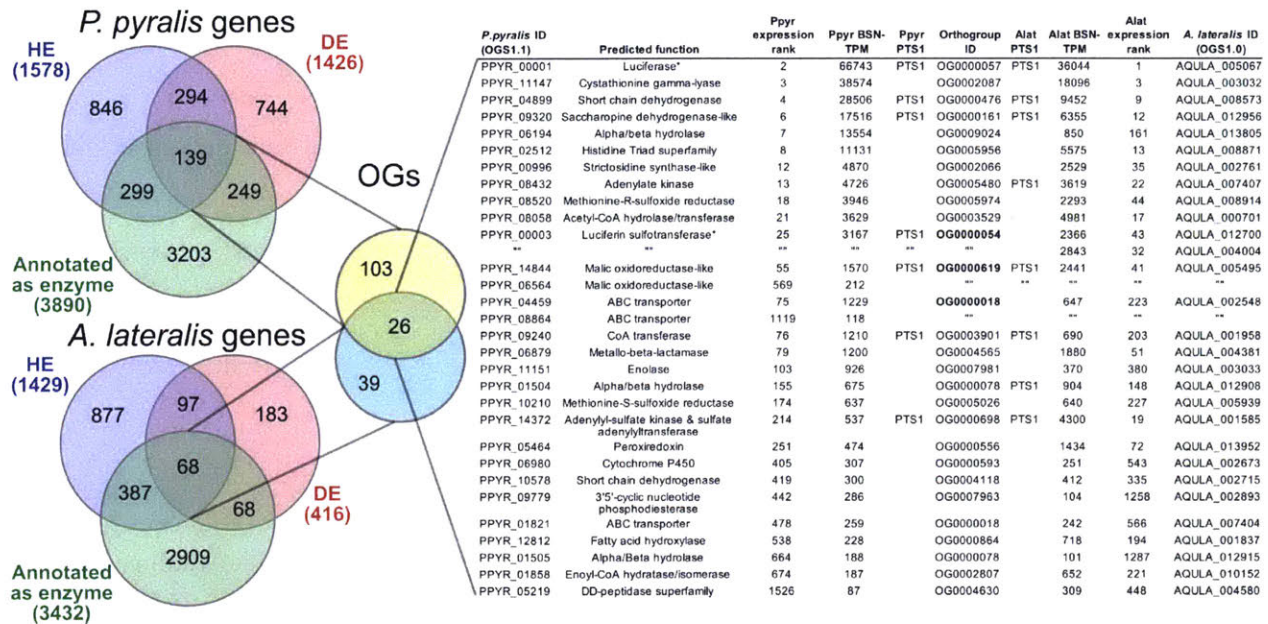 P. pyralis genes
HE
(1578)
DE
(1426)
846
294
744
139
299
249
3203
Annotated
as enzyme
(3890)
A. lateralis genes
HE
(1429)
877
97
183
68
387
68
DE
(416)
2909
Annotated
as enzyme
(3432)
OGs
103
26
39
P.pyralis ID (OGS1.1) Predicted function Ppyr expression rank Ppyr BSN-TPM Ppyr PTS1 Orthogroup ID Alat PTS1 Alat BSN-TPM Alat expression rank A. lateralis ID (OGS1.0)
PPYR_00001 Luciferase* 2 66743 PTS1 OG0000057 PTS1 36044 1 AQULA_005067
PPYR_11147 Cystathionine gamma-lyase 3 38574 OG0002087 18096 3 AQULA_003032
PPYR_04899 Short chain dehydrogenase 4 28506 PTS1 OG0000476 PTS1 9452 9 AQULA_008573
PPYR_09320 Saccharopine dehydrogenase-like 6 17516 PTS1 OG0000161 PTS1 6355 12 AQULA_012956
PPYR_06194 Alpha/beta hydrolase 7 13554 OG0009024 850 161 AQULA_013805
PPYR_02512 Histidine Triad superfamily 8 11131 OG0005956 5575 13 AQULA_008871
PPYR_00996 Strictosidine synthase-like 12 4870 OG0002066 2529 35 AQULA_002761
PPYR_08432 Adenylate kinase 13 4726 OG0005480 PTS1 3619 22 AQULA_007407
PPYR_08520 Methionine-R-sulfoxide reductase 18 3946 OG0005974 2293 44 AQULA_008914
PPYR_08058 Acetyl-CoA hydrolase/transferase 21 3629 OG0003529 4981 17 AQULA_000701
PPYR_00003 Luciferin sulfotransferase* 25 3167 PTS1 OG0000054 2366 43 AQULA_012700
"" "" "" "" "" "" 2843 32 AQULA_004004
PPYR_14844 Malic oxidoreductase-like 55 1570 PTS1 OG0000619 PTS1 2441 41 AQULA_005495
PPYR_06564 Malic oxidoreductase-like 569 212 "" "" "" "" ""
PPYR_04459 ABC transporter 75 1229 OG0000018 647 223 AQULA_002548
PPYR_08864 ABC transporter 1119 118 "" "" "" ""
PPYR_09240 CoA transferase 76 1210 PTS1 OG0003901 PTS1 690 203 AQULA_001958
PPYR_06879 Metallo-beta-lactamase 79 1200 OG0004565 1880 51 AQULA_004381
PPYR_11151 Enolase 103 926 OG0007981 370 380 AQULA_003033
PPYR_01504 Alpha/beta hydrolase 155 675 OG0000078 PTS1 904 148 AQULA_012908
PPYR_10210 Methionine-S-sulfoxide reductase 174 637 OG0005026 640 227 AQULA_005939
PPYR_14372 Adenylyl-sulfate kinase & sulfate adenylyltransferase 214 537 PTS1 OG0000698 PTS1 4300 19 AQULA_001585
PPYR_05464 Peroxiredoxin 251 474 OG0000556 1434 72 AQULA_013952
PPYR_06980 Cytochrome P450 405 307 OG0000593 251 543 AQULA_002673
PPYR_10578 Short chain dehydrogenase 419 300 OG0004118 412 335 AQULA_002715
PPYR_09779 3'5'-cyclic nucleotide phosphodiesterase 442 286 OG0007963 104 1258 AQULA_002893
PPYR_01821 ABC transporter 478 259 OG0000018 242 566 AQULA_007404
PPYR_12812 Fatty acid hydroxylase 538 228 OG0000864 718 194 AQULA_001837
PPYR_01505 Alpha/Beta hydrolase 664 188 OG0000078 101 1287 AQULA_012915
PPYR_01858 Enoyl-CoA hydratase/isomerase 674 187 OG0002807 652 221 AQULA_010152
PPYR_05219 DD-peptidase superfamily 1526 87 OG0004630 309 448 AQULA_004580